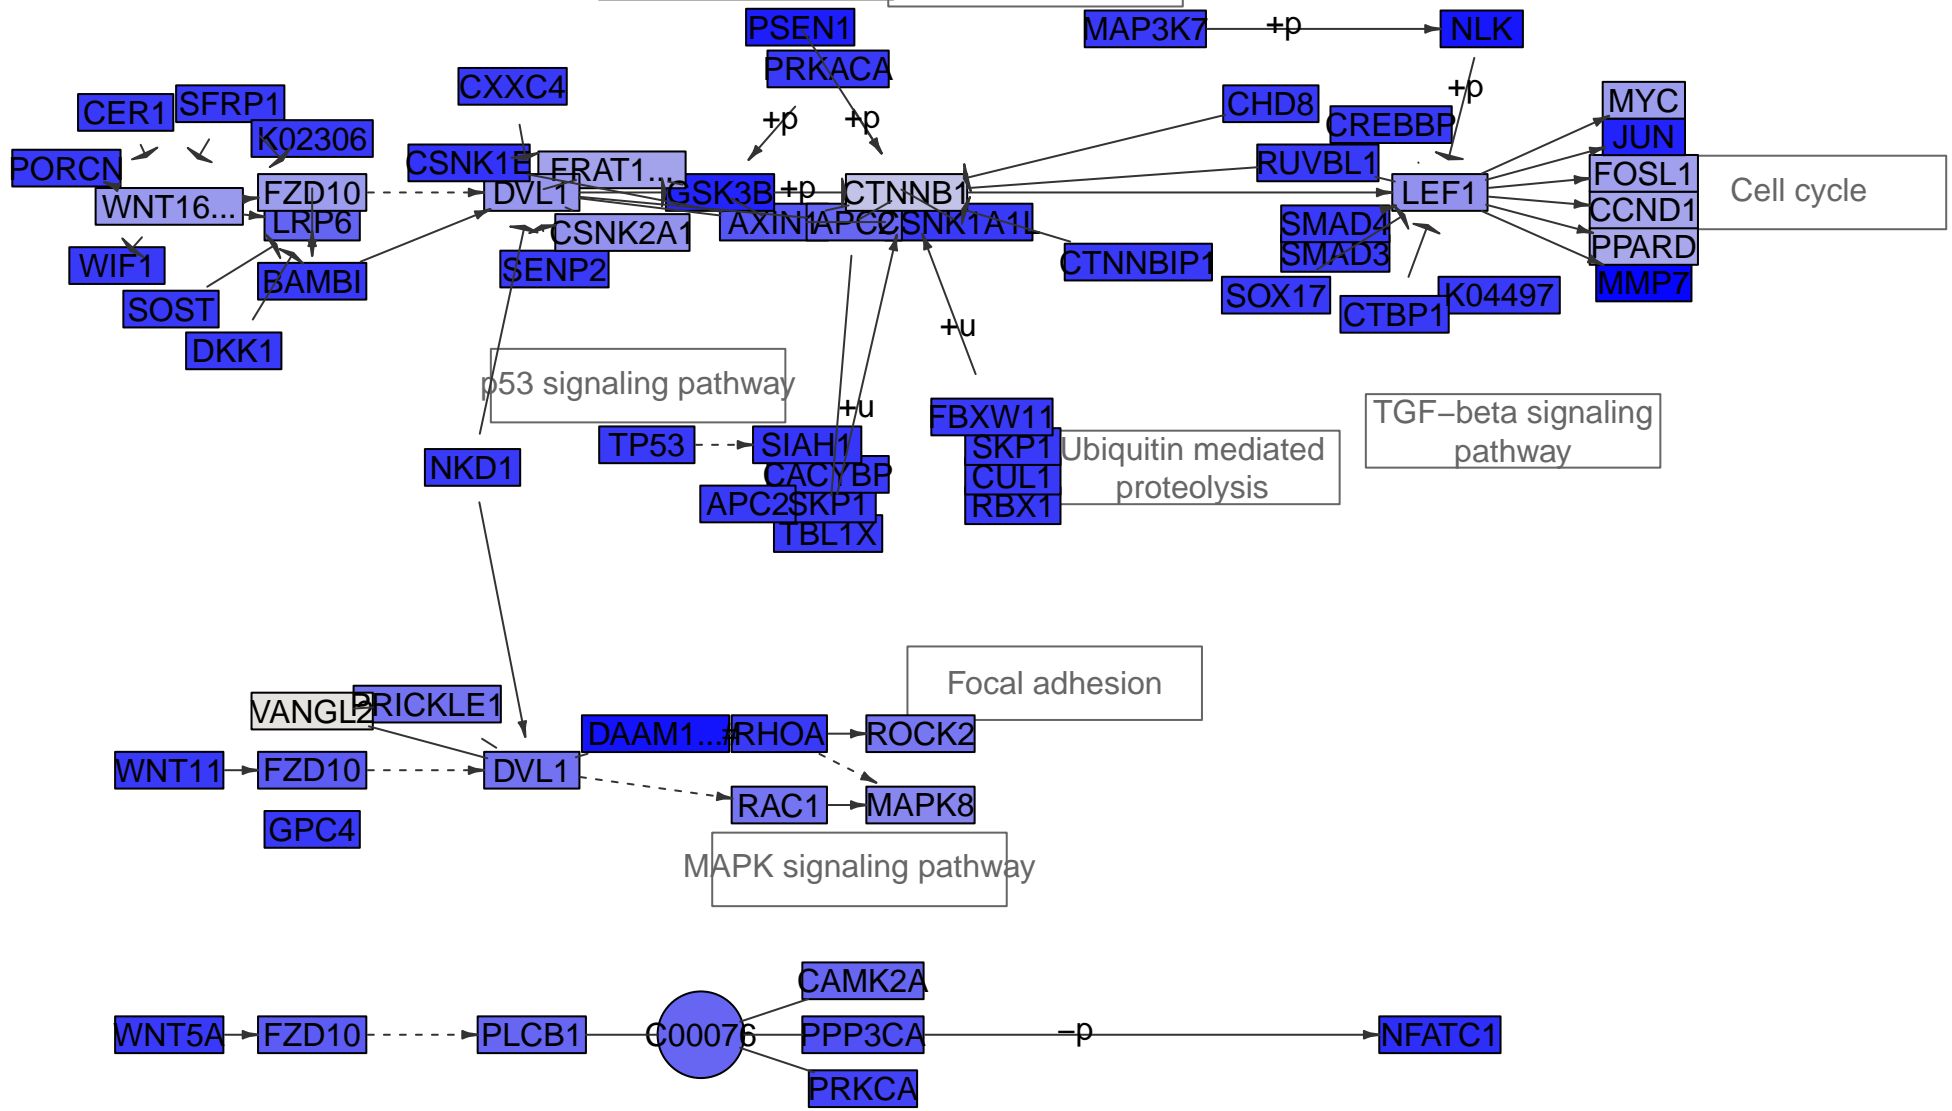 PSEN1
MAP3K7
+p
NLK
PRKACA
CXXC4
CER1
SFRP1
K02306
+p
+p
+p
CHD8
CREBBP
MYC
JUN
PORCN
CSNK1E
FRAT1...
RUVBL1
FOSL1
Cell cycle
WNT16...
FZD10
DVL1
GSK3B
+p
CTNNB1
LEF1
CCND1
LRP6
CSNK2A1
AXIN1
APC2
CSNK1A1L
SMAD4
PPARD
WIF1
BAMBI
SENP2
CTNNBIP1
SMAD3
MMP7
SOST
SOX17
K04497
CTBP1
DKK1
+u
p53 signaling pathway
+u
FBXW11
TGF−beta signaling
pathway
TP53
SIAH1
SKP1
Ubiquitin mediated
proteolysis
NKD1
CACYBP
CUL1
APC2
SKP1
RBX1
TBL1X
Focal adhesion
VANGL2
PRICKLE1
DAAM1...#
RHOA
ROCK2
WNT11
FZD10
DVL1
RAC1
MAPK8
GPC4
MAPK signaling pathway
CAMK2A
WNT5A
FZD10
PLCB1
C00076
PPP3CA
−p
NFATC1
PRKCA